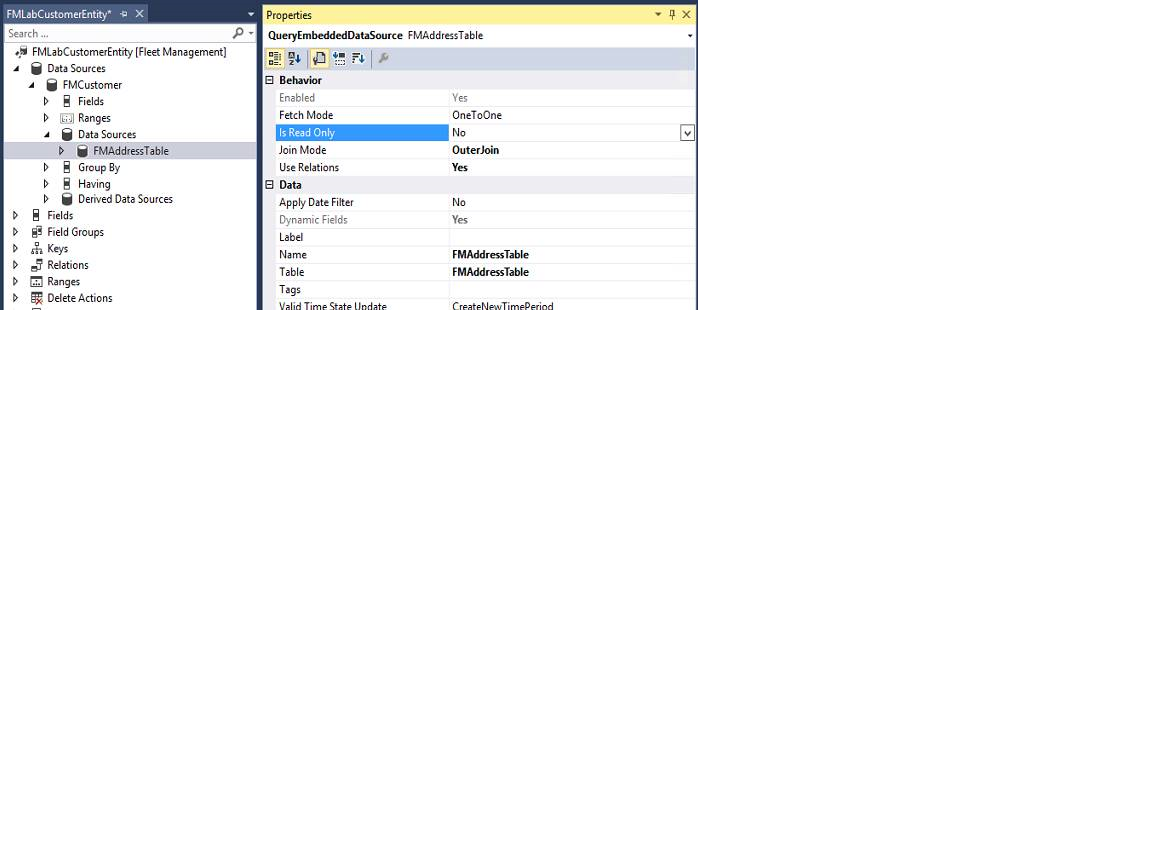 FMLabCustomerEntity*
Search ...
FMLabCustomerEntity [Fleet Management]
Data Sources
FMCustomer
Fields
Ranges
Data Sources
FMAddressTable
Group By
Having
Derived Data Sources
Fields
Field Groups
Keys
Relations
Ranges
Delete Actions
Properties
QueryEmbeddedDataSource FMAddressTable
Behavior
Enabled Yes
Fetch Mode OneToOne
Is Read Only No
Join Mode OuterJoin
Use Relations Yes
Data
Apply Date Filter No
Dynamic Fields Yes
Label
Name FMAddressTable
Table FMAddressTable
Tags
Valid Time State Update CreateNewTimePeriod